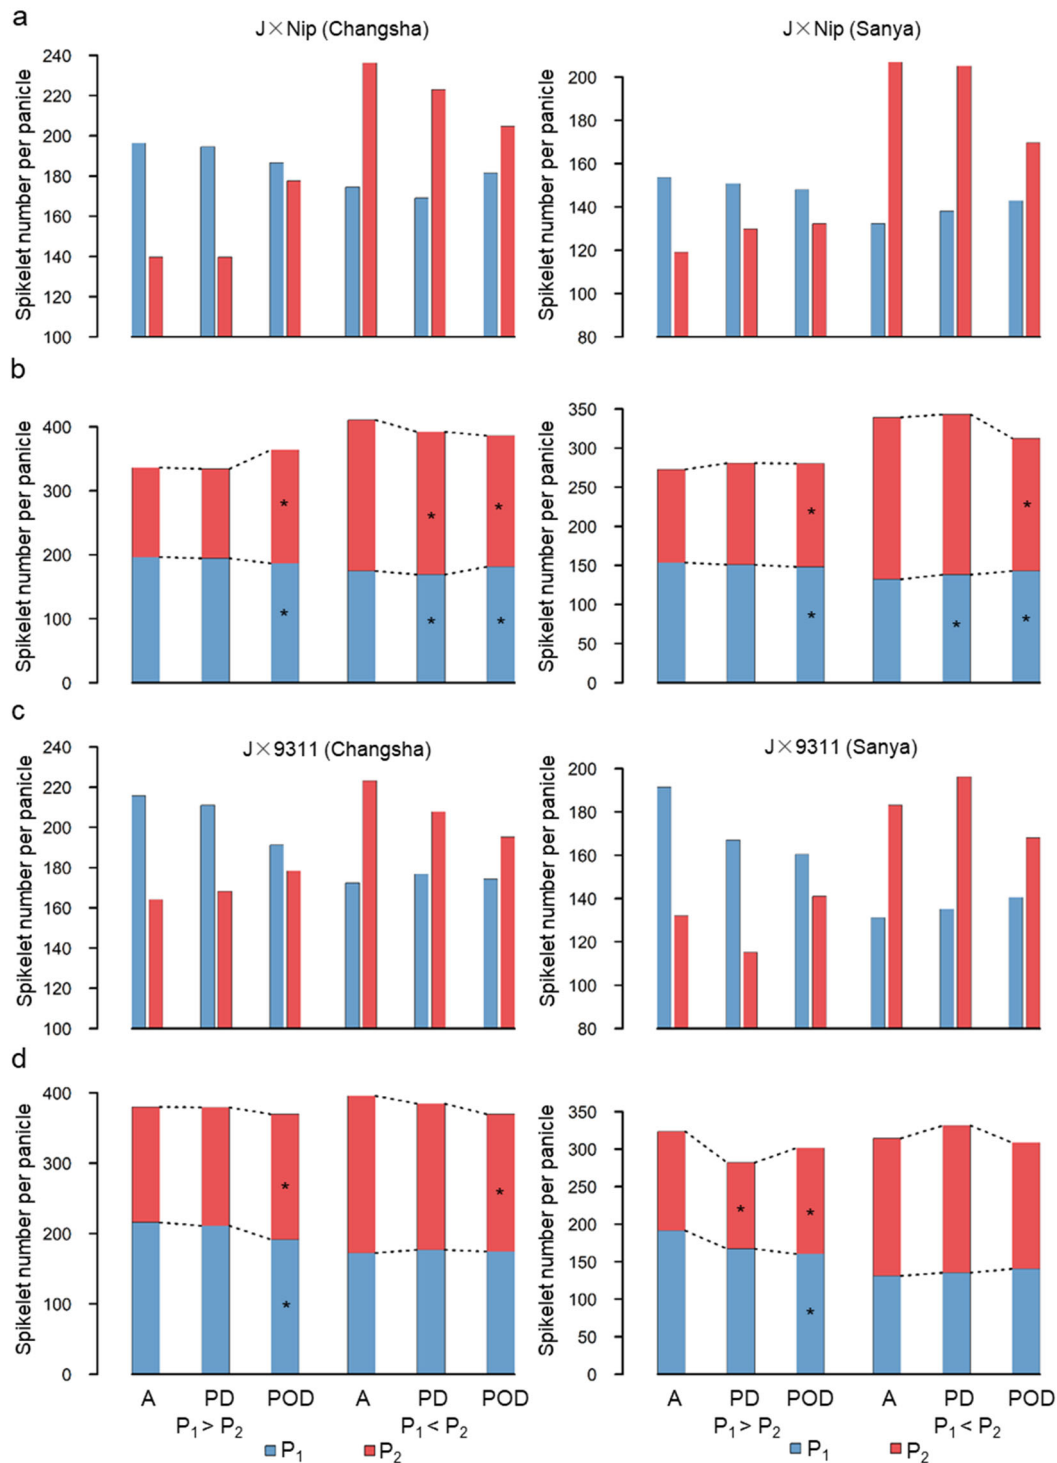 a
J×Nip (Changsha)
J×Nip (Sanya)
Spikelet number per panicle
240
220
200
180
160
140
120
100
Spikelet number per panicle
200
180
160
140
120
100
80
b
Spikelet number per panicle
400
300
200
100
0
* * * * * *
Spikelet number per panicle
350
300
250
200
150
100
50
0
* * * * *
c
J×9311 (Changsha)
J×9311 (Sanya)
Spikelet number per panicle
240
220
200
180
160
140
120
100
Spikelet number per panicle
200
180
160
140
120
100
80
d
Spikelet number per panicle
400
300
200
100
0
* * *
Spikelet number per panicle
350
300
250
200
150
100
50
0
* * *
A PD POD A PD POD
P₁ > P₂ P₁ < P₂
P₁ P₂
A PD POD A PD POD
P₁ > P₂ P₁ < P₂
P₁ P₂